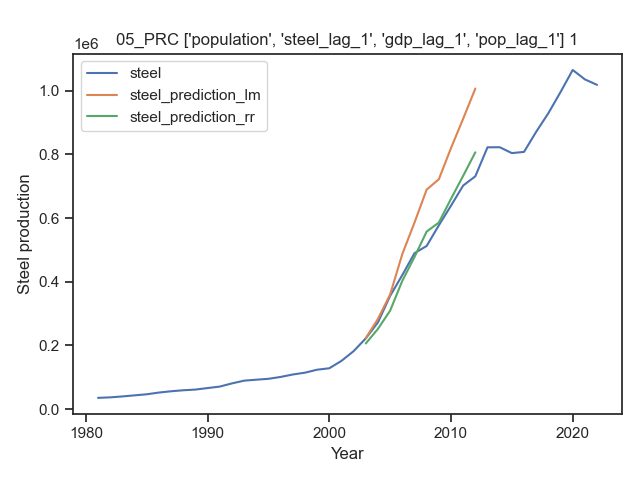 05_PRC ['population', 'steel_lag_1', 'gdp_lag_1', 'pop_lag_1'] 1
1e6
steel
steel_prediction_lm
steel_prediction_rr
1.0
0.8
0.6
0.4
0.2
0.0
Steel production
1980
1990
2000
2010
2020
Year